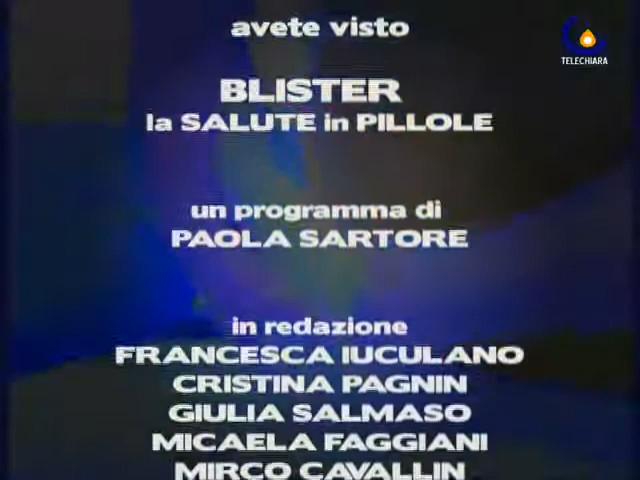 avete visto
TELECHIARA
BLISTER
la SALUTE in PILLOLE
un programma di
PAOLA SARTORE
in redazione
FRANCESCA IUCULANO
CRISTINA PAGNIN
GIULIA SALMASO
MICAELA FAGGIANI
MIRCO CAVALLIN